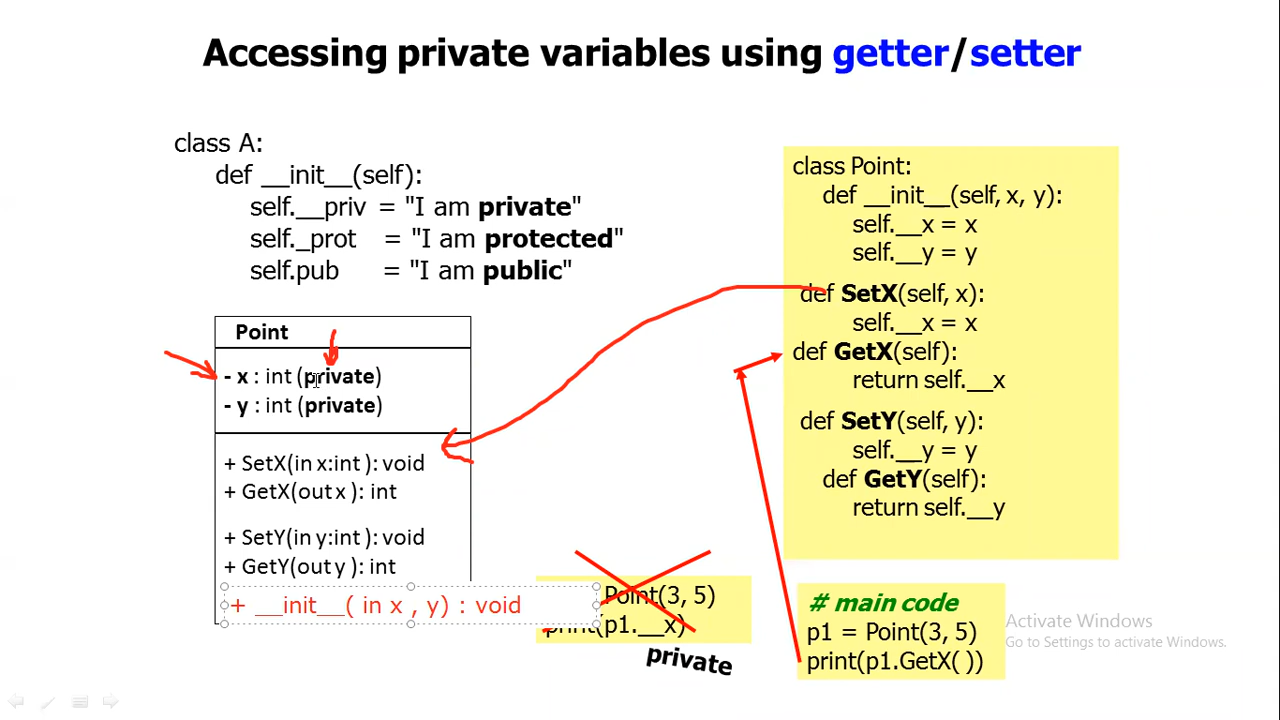 Accessing private variables using getter/setter
class A:
def __init__(self):
self.__priv = "I am private"
self._prot = "I am protected"
self.pub = "I am public"
Point
- x : int (private)
- y : int (private)
+ SetX(in x:int ): void
+ GetX(out x ): int
+ SetY(in y:int ): void
+ GetY(out y ): int
+ __init__( in x , y) : void
Point(3, 5)
print(p1.__x)
private
class Point:
def __init__(self, x, y):
self.__x = x
self.__y = y
def SetX(self, x):
self.__x = x
def GetX(self):
return self.__x
def SetY(self, y):
self.__y = y
def GetY(self):
return self.__y
# main code
p1 = Point(3, 5)
print(p1.GetX( ))
Activate Windows
Go to Settings to activate Windows.